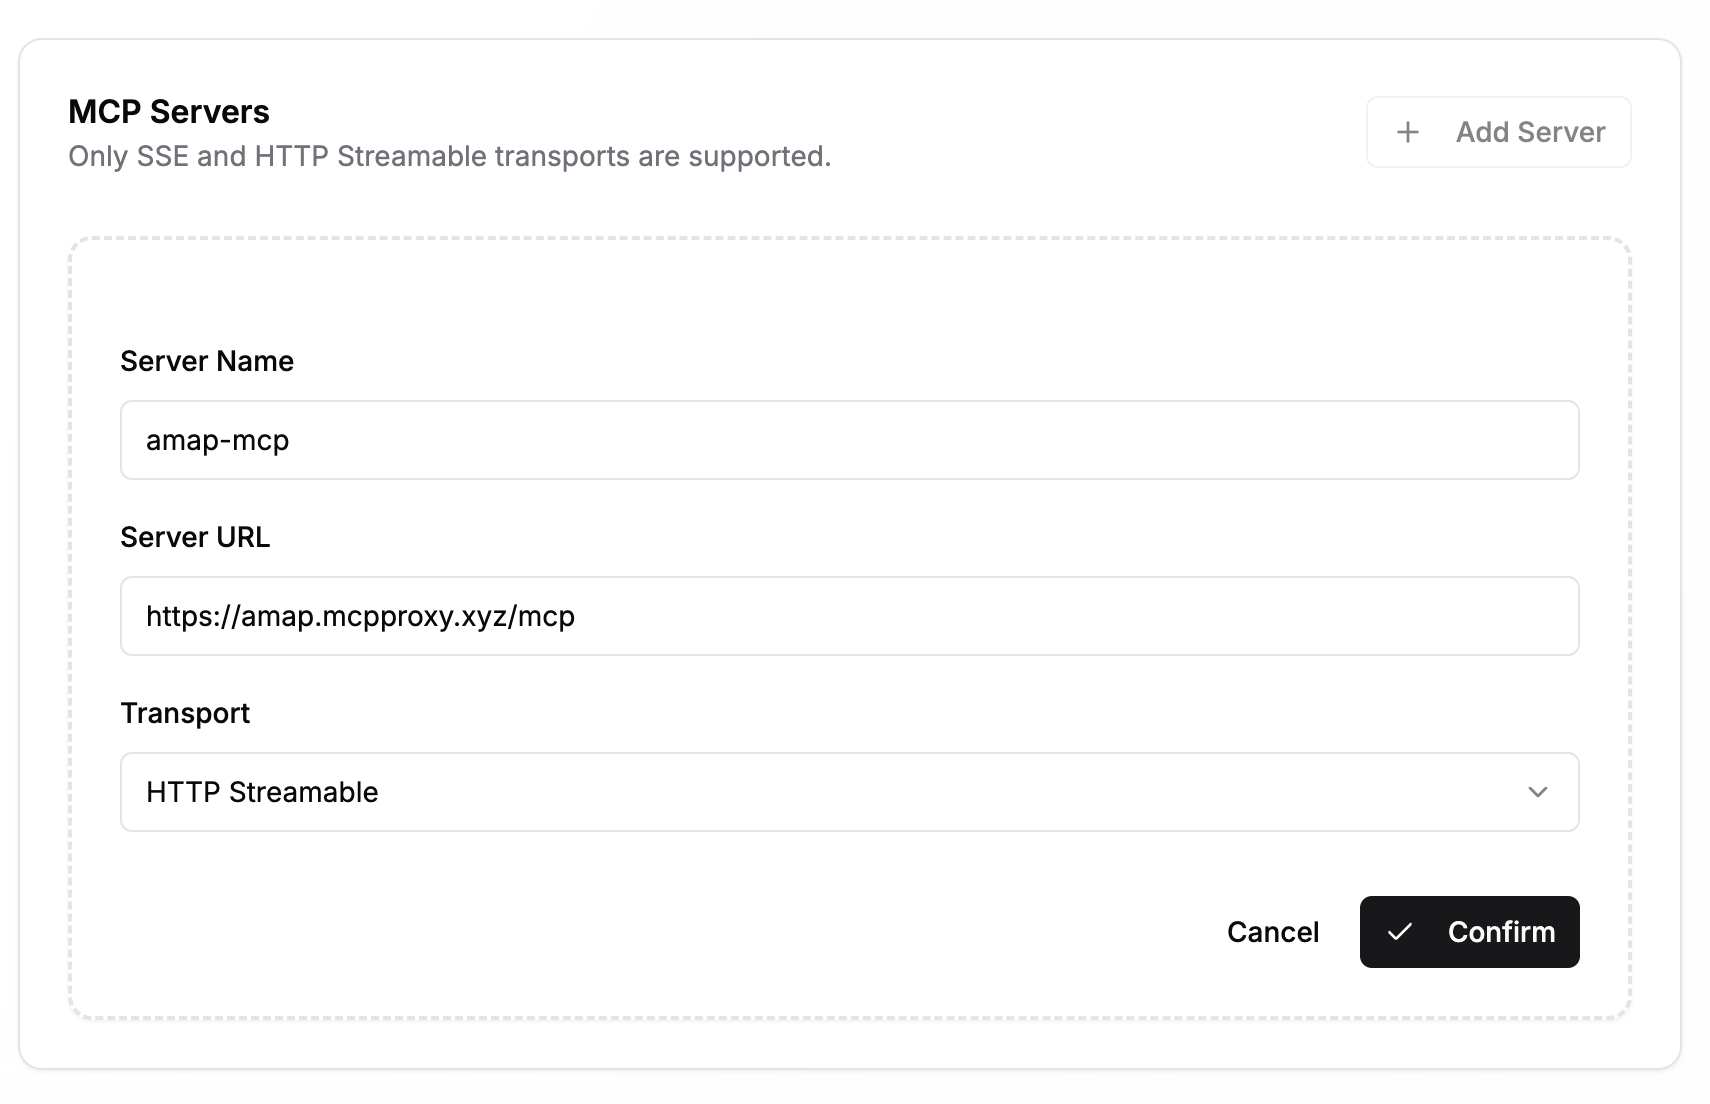 MCP Servers
Only SSE and HTTP Streamable transports are supported.
Add Server
Server Name
amap-mcp
Server URL
https://amap.mcpproxy.xyz/mcp
Transport
HTTP Streamable
Cancel
Confirm